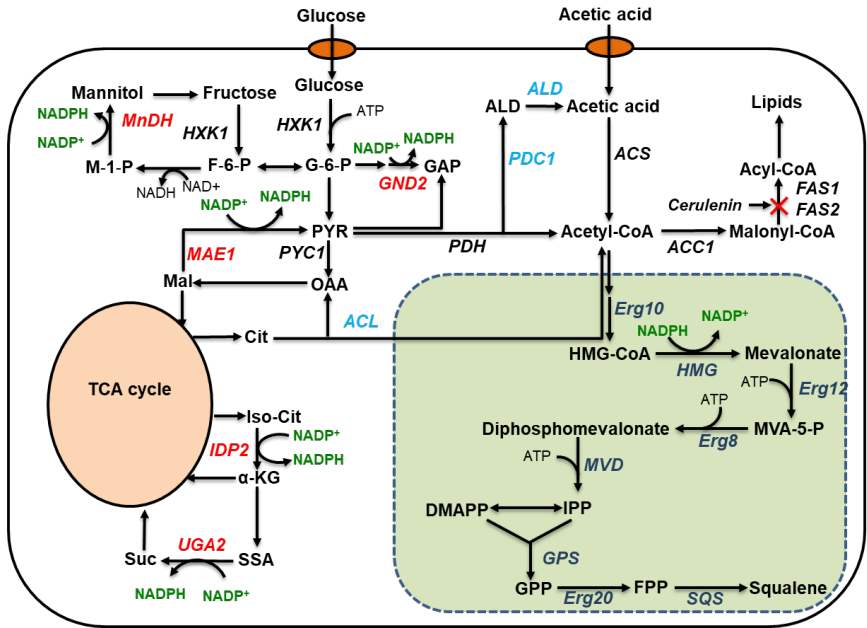 Glucose
Acetic acid
Glucose
Mannitol
Fructose
ALD
ALD
Acetic acid
Lipids
NADPH
MnDH
NADP+
HXK1
HXK1
ATP
NADP+
NADPH
PDC1
ACS
M-1-P
F-6-P
G-6-P
GAP
GND2
Acyl-CoA
NADH
NAD+
FAS1
Cerulenin
FAS2
NADP+
NADPH
MAE1
PYR
PYC1
PDH
Acetyl-CoA
ACC1
Malonyl-CoA
Mal
OAA
ACL
Erg10
Cit
NADPH
NADP+
HMG-CoA
HMG
Mevalonate
TCA cycle
ATP
Erg12
ATP
Iso-Cit
Diphosphomevalonate
Erg8
MVA-5-P
IDP2
NADP+
NADPH
ATP
MVD
α-KG
DMAPP
IPP
UGA2
GPS
Suc
SSA
NADPH
NADP+
GPP
Erg20
FPP
SQS
Squalene